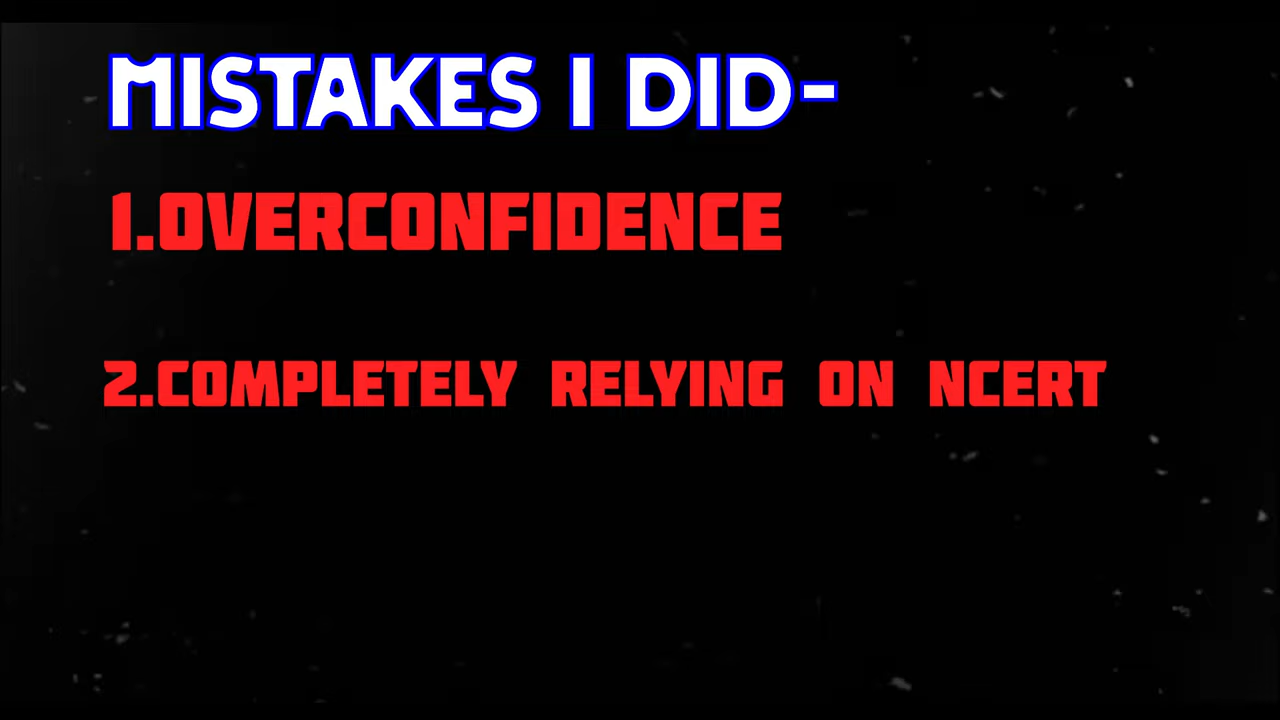 MISTAKES I DID-
1.OVERCONFIDENCE
2.COMPLETELY RELYING ON NCERT